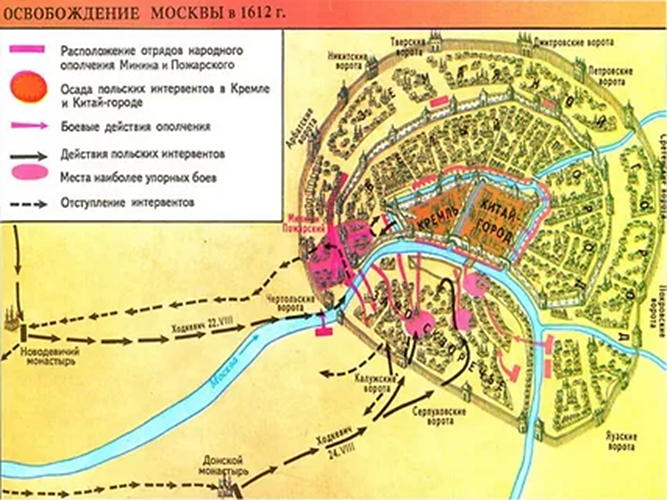 ОСВОБОЖДЕНИЕ МОСКВЫ в 1612 г.
Расположение отрядов народного
ополчения Минина и Пожарского
Осада польских интервентов в Кремле
и Китай-городе
Боевые действия ополчения
Действия польских интервентов
Места наиболее упорных боев
Отступление интервентов
Тверские
ворота
Никитские
ворота
Дмитровские ворота
Петровские
ворота
Арбатские
ворота
КРЕМЛЬ
КИТАЙ-
ГОРОД
Минин и
Пожарский
Чертольские
ворота
Ходкевич 22.VIII
Новодевичий
монастырь
Москва
ЗАМОСКВОРЕЧЬЕ
Калужские
ворота
Серпуховские
ворота
Ходкевич
24.VIII
Донской
монастырь
Яузские
ворота
ворота